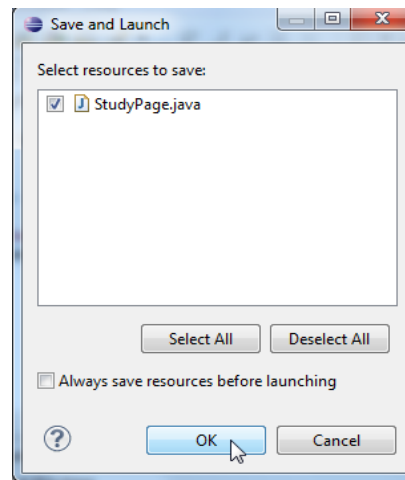 Save and Launch
Select resources to save:
StudyPage.java
Select All Deselect All
Always save resources before launching
? OK Cancel